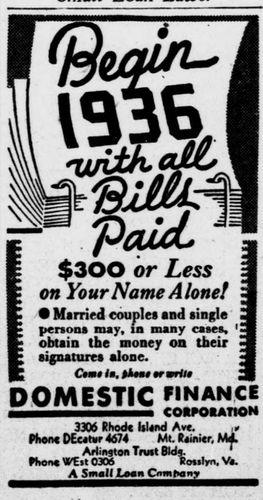 Begin
1936
with all
Bills
Paid
$300 or Less
on Your Name Alone!
● Married couples and single
persons may, in many cases,
obtain the money on their
signatures alone.
Come in, phone or write
DOMESTIC FINANCE
CORPORATION
3306 Rhode Island Ave.
Phone DEcatur 4674 Mt. Rainier, Md.
Arlington Trust Bldg.
Phone WEst 0306 Rosslyn, Va.
A Small Loan Company